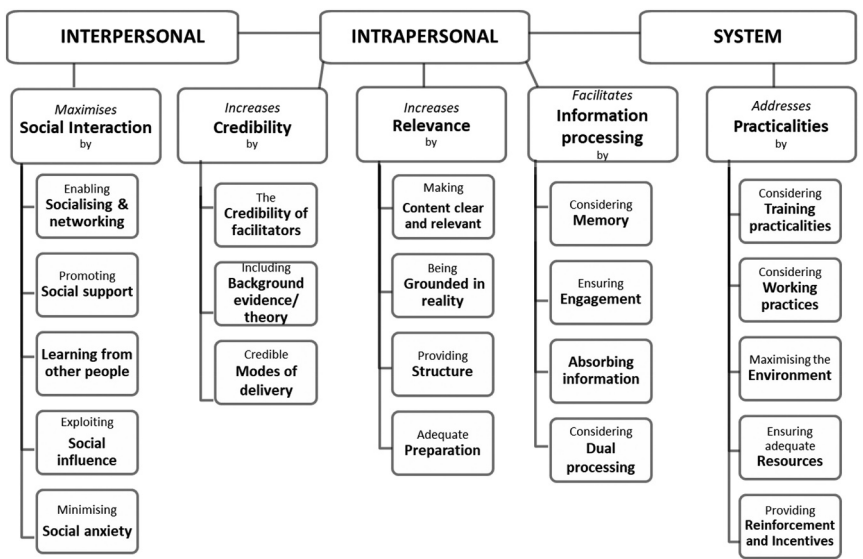 INTERPERSONAL
INTRAPERSONAL
SYSTEM
Maximises
Social Interaction
by
Enabling
Socialising &
networking
Promoting
Social support
Learning from
other people
Exploiting
Social
influence
Minimising
Social anxiety
Increases
Credibility
by
The
Credibility of
facilitators
Including
Background
evidence/
theory
Credible
Modes of
delivery
Increases
Relevance
by
Making
Content clear
and relevant
Being
Grounded in
reality
Providing
Structure
Adequate
Preparation
Facilitates
Information
processing
by
Considering
Memory
Ensuring
Engagement
Absorbing
information
Considering
Dual
processing
Addresses
Practicalities
by
Considering
Training
practicalities
Considering
Working
practices
Maximising the
Environment
Ensuring
adequate
Resources
Providing
Reinforcement
and Incentives